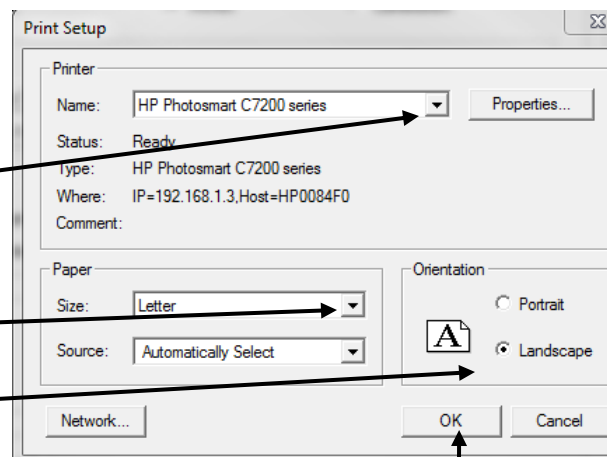 Print Setup
Printer
Name: HP Photosmart C7200 series Properties...
Status: Ready
Type: HP Photosmart C7200 series
Where: IP=192.168.1.3,Host=HP0084F0
Comment:
Paper
Size: Letter
Source: Automatically Select
Orientation
A
Portrait
Landscape
Network... OK Cancel